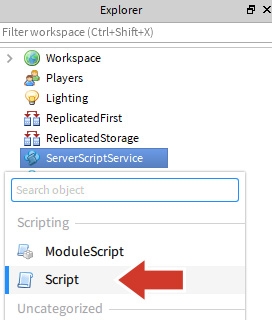 Explorer
Filter workspace (Ctrl+Shift+X)
Workspace
Players
Lighting
ReplicatedFirst
ReplicatedStorage
ServerScriptService
Search object
Scripting
ModuleScript
Script
Uncategorized